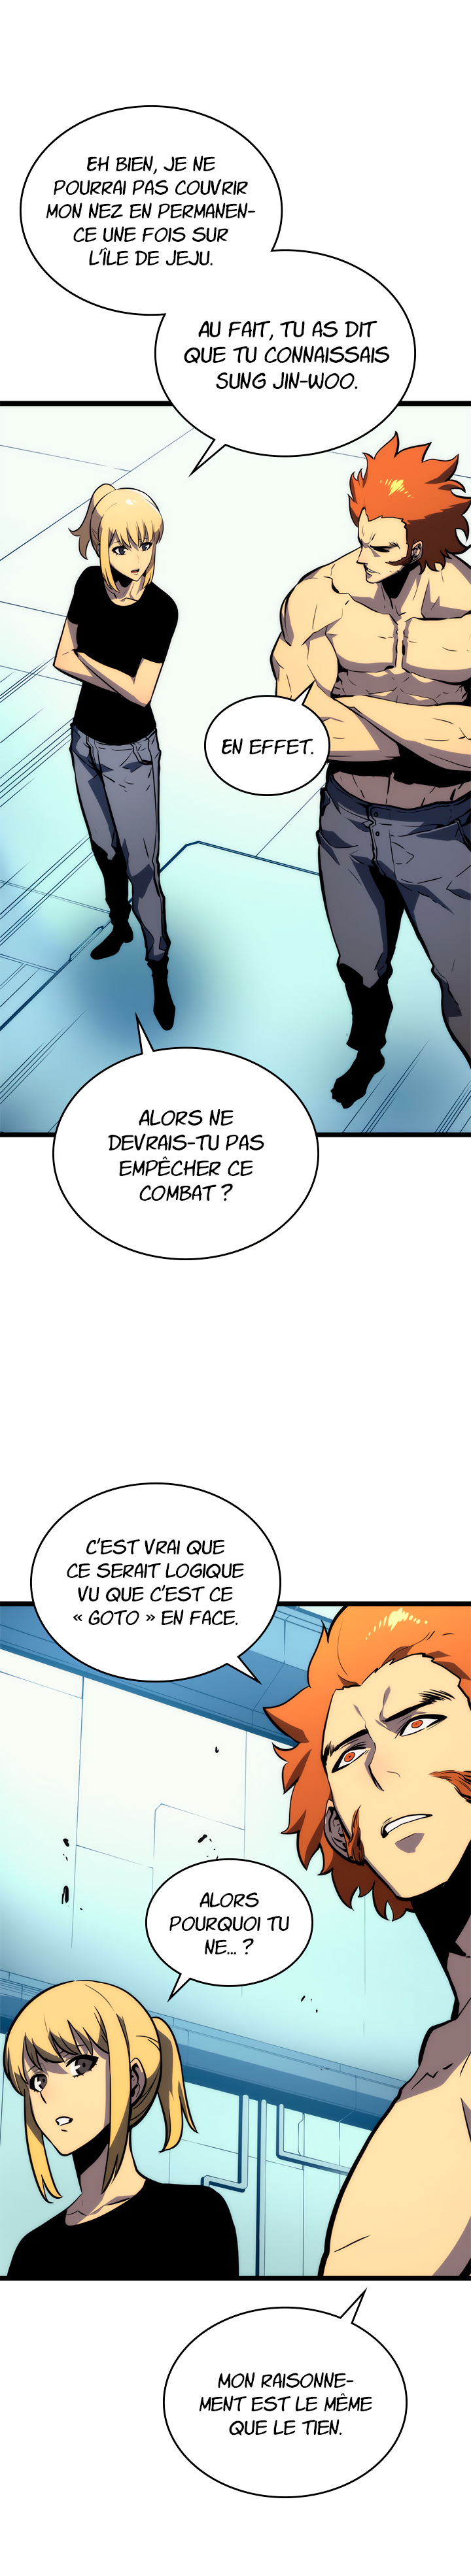 EH BIEN, JE NE
POURRAI PAS COUVRIR
MON NEZ EN PERMANEN-
CE UNE FOIS SUR
L'ÎLE DE JEJU.
AU FAIT, TU AS DIT
QUE TU CONNAISSAIS
SUNG JIN-WOO.
EN EFFET.
ALORS NE
DEVRAIS-TU PAS
EMPÊCHER CE
COMBAT ?
C'EST VRAI QUE
CE SERAIT LOGIQUE
VU QUE C'EST CE
« GOTO » EN FACE.
ALORS
POURQUOI TU
NE... ?
MON RAISONNE-
MENT EST LE MÊME
QUE LE TIEN.